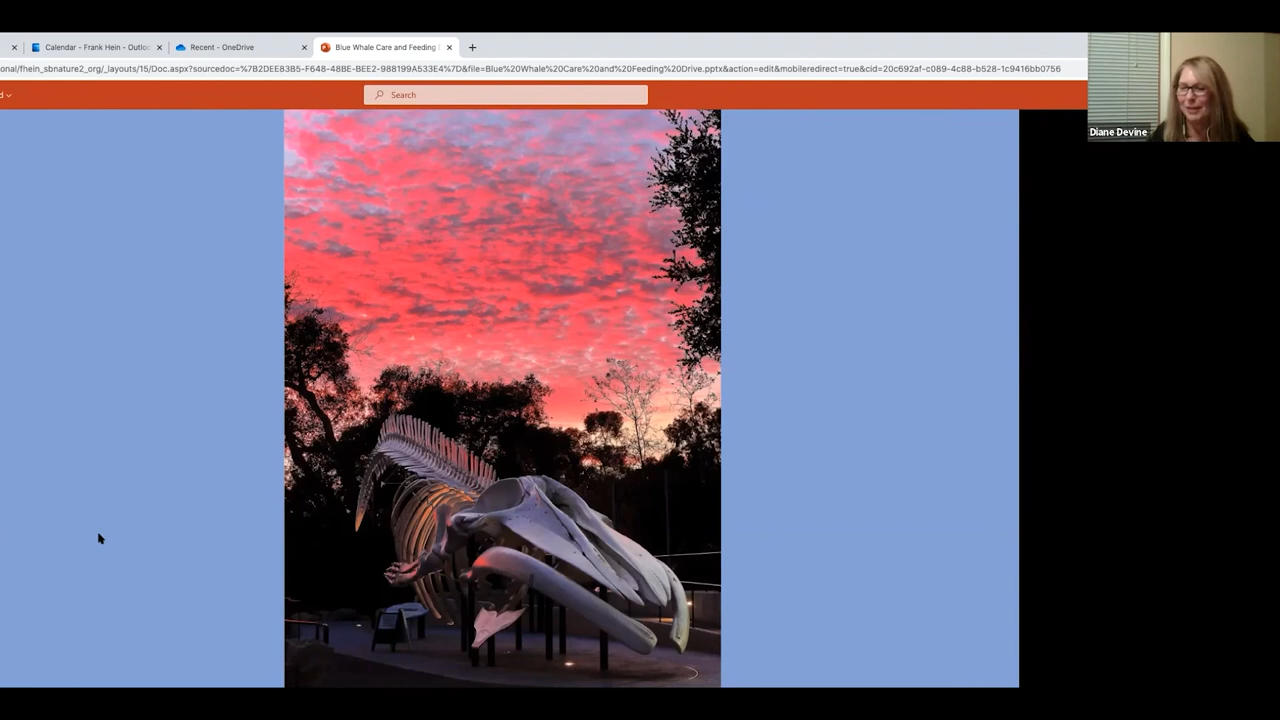 Calendar - Frank Hein - Outloo
Recent - OneDrive
Blue Whale Care and Feeding D
onal/fhein_sbnature2_org/_layouts/15/Doc.aspx?sourcedoc=%7B2DEE83B5-F648-48BE-BEE2-988199A533E4%7D&file=Blue%20Whale%20Care%20and%20Feeding%20Drive.pptx&action=edit&mobileredirect=true&cid=20c692af-c089-4c88-b528-1c9416bb0756
d
Search
Diane Devine